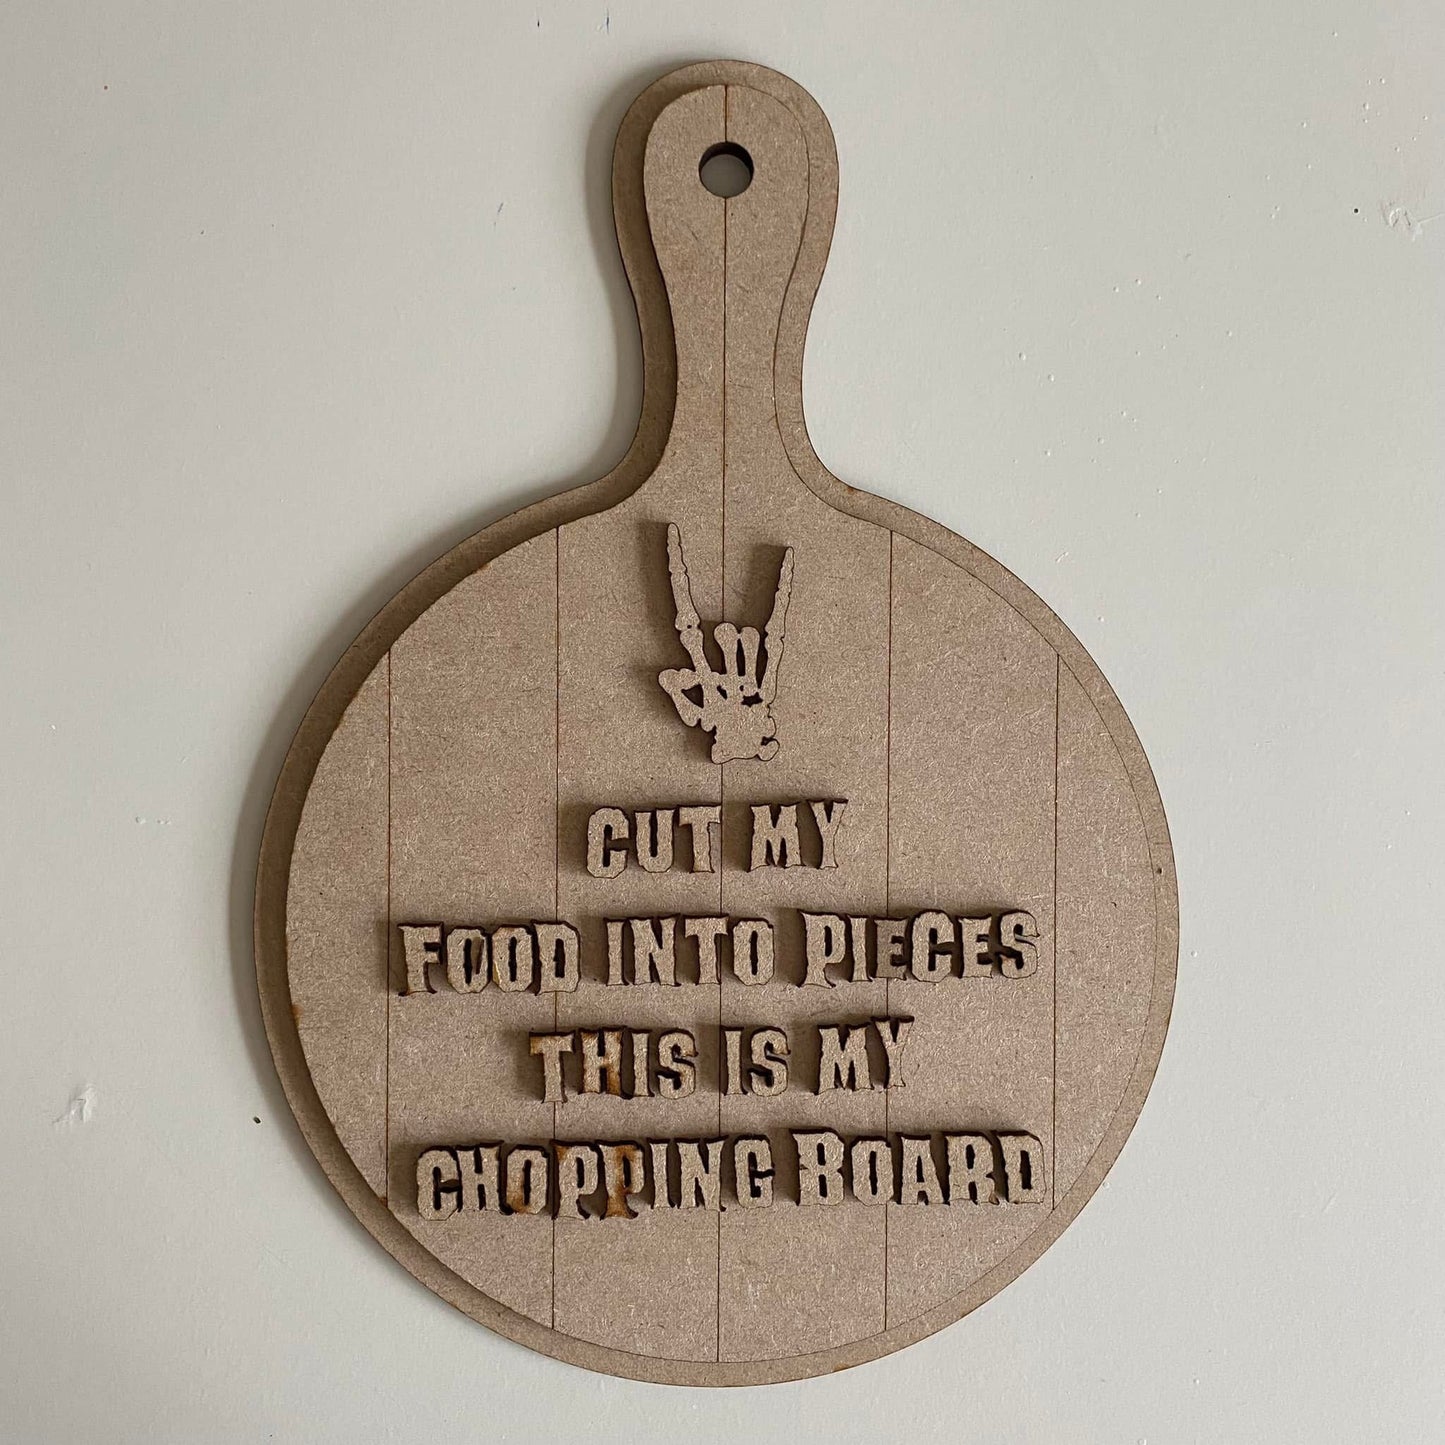 CUT MY
FOOD INTO PIECES
THIS IS MY
CHOPPING BOARD